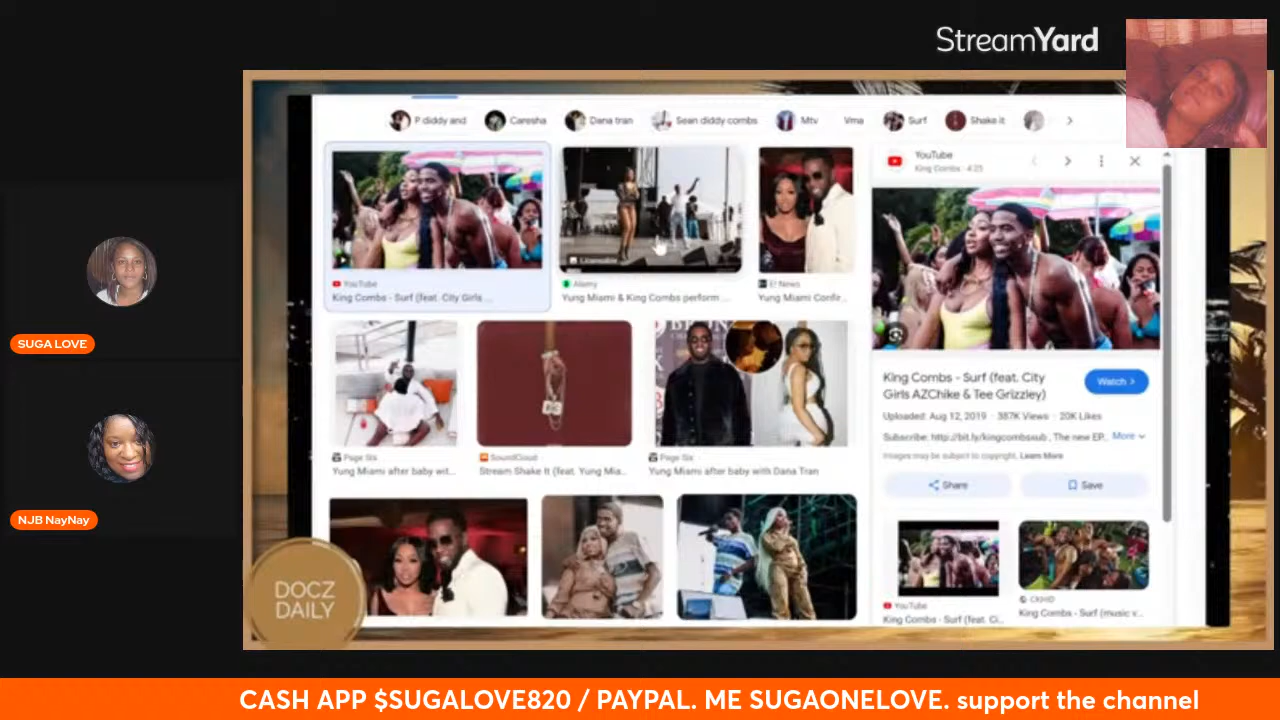 StreamYard
P diddy and
Caresha
Dana tran
Sean diddy combs
Mtv
Vma
Surf
Shake it
YouTube
King Combs · 4:25
YouTube
King Combs - Surf (feat. City Girls ...
Alamy
Yung Miami & King Combs perform ...
E! News
Yung Miami Confir...
King Combs - Surf (feat. City
Girls AZChike & Tee Grizzley)
Watch >
Uploaded: Aug 12, 2019 · 387K Views · 20K Likes
Subscribe: http://bit.ly/kingcombsxub , The new EP... More
Images may be subject to copyright. Learn More
Share
Save
Page Six
Yung Miami after baby wit...
SoundCloud
Stream Shake It (feat. Yung Mia...
Page Six
Yung Miami after baby with Dana Tran
YouTube
King Combs - Surf (feat. Ci...
King Combs - Surf (music v...
SUGA LOVE
NJB NayNay
DOCZ
DAILY
CASH APP $SUGALOVE820 / PAYPAL. ME SUGAONELOVE. support the channel